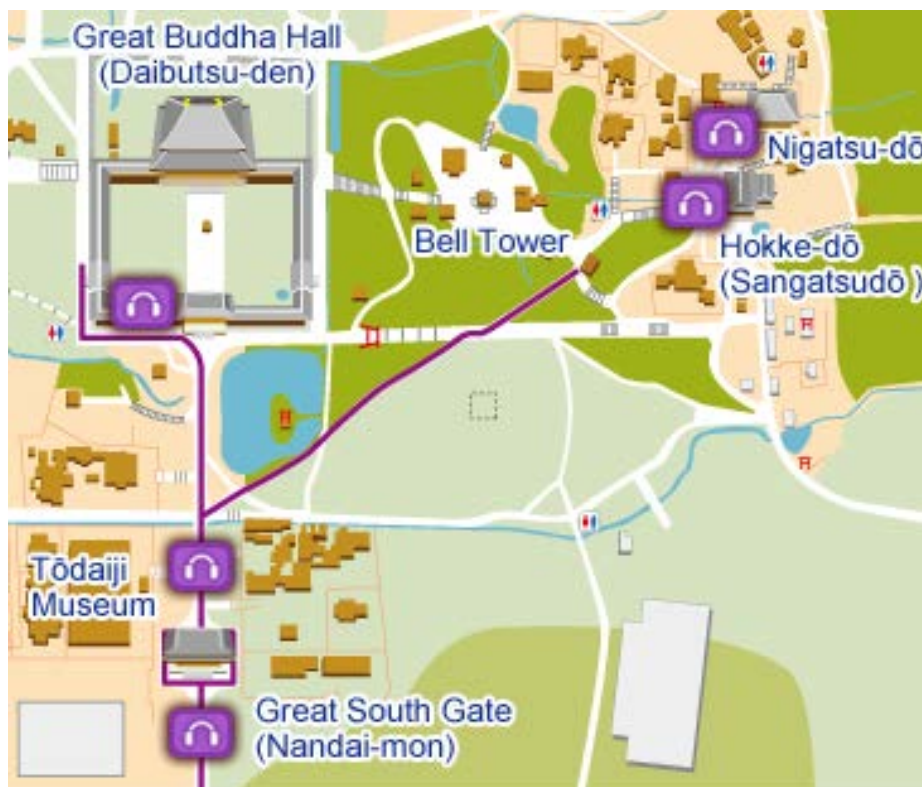 Great Buddha Hall
(Daibutsu-den)
Nigatsu-dō
Bell Tower
Hokke-dō
(Sangatsudō )
Tōdaiji
Museum
Great South Gate
(Nandai-mon)